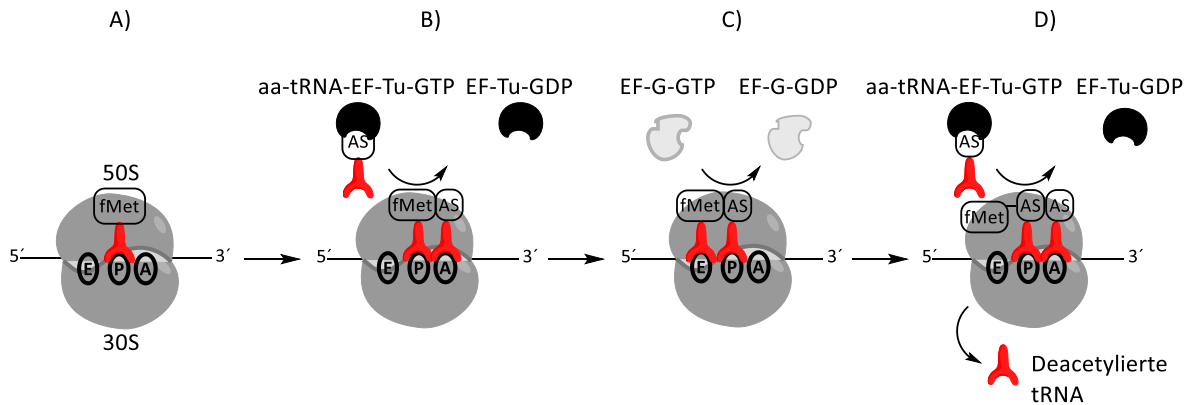 A)
B)
C)
D)
aa-tRNA-EF-Tu-GTP EF-Tu-GDP
EF-G-GTP EF-G-GDP
aa-tRNA-EF-Tu-GTP EF-Tu-GDP
50S
fMet
5´ 3´
E P A
30S
AS
fMet AS
5´ 3´
E P A
fMet AS
5´ 3´
E P A
AS
fMet AS AS
5´ 3´
E P A
Deacetylierte
tRNA